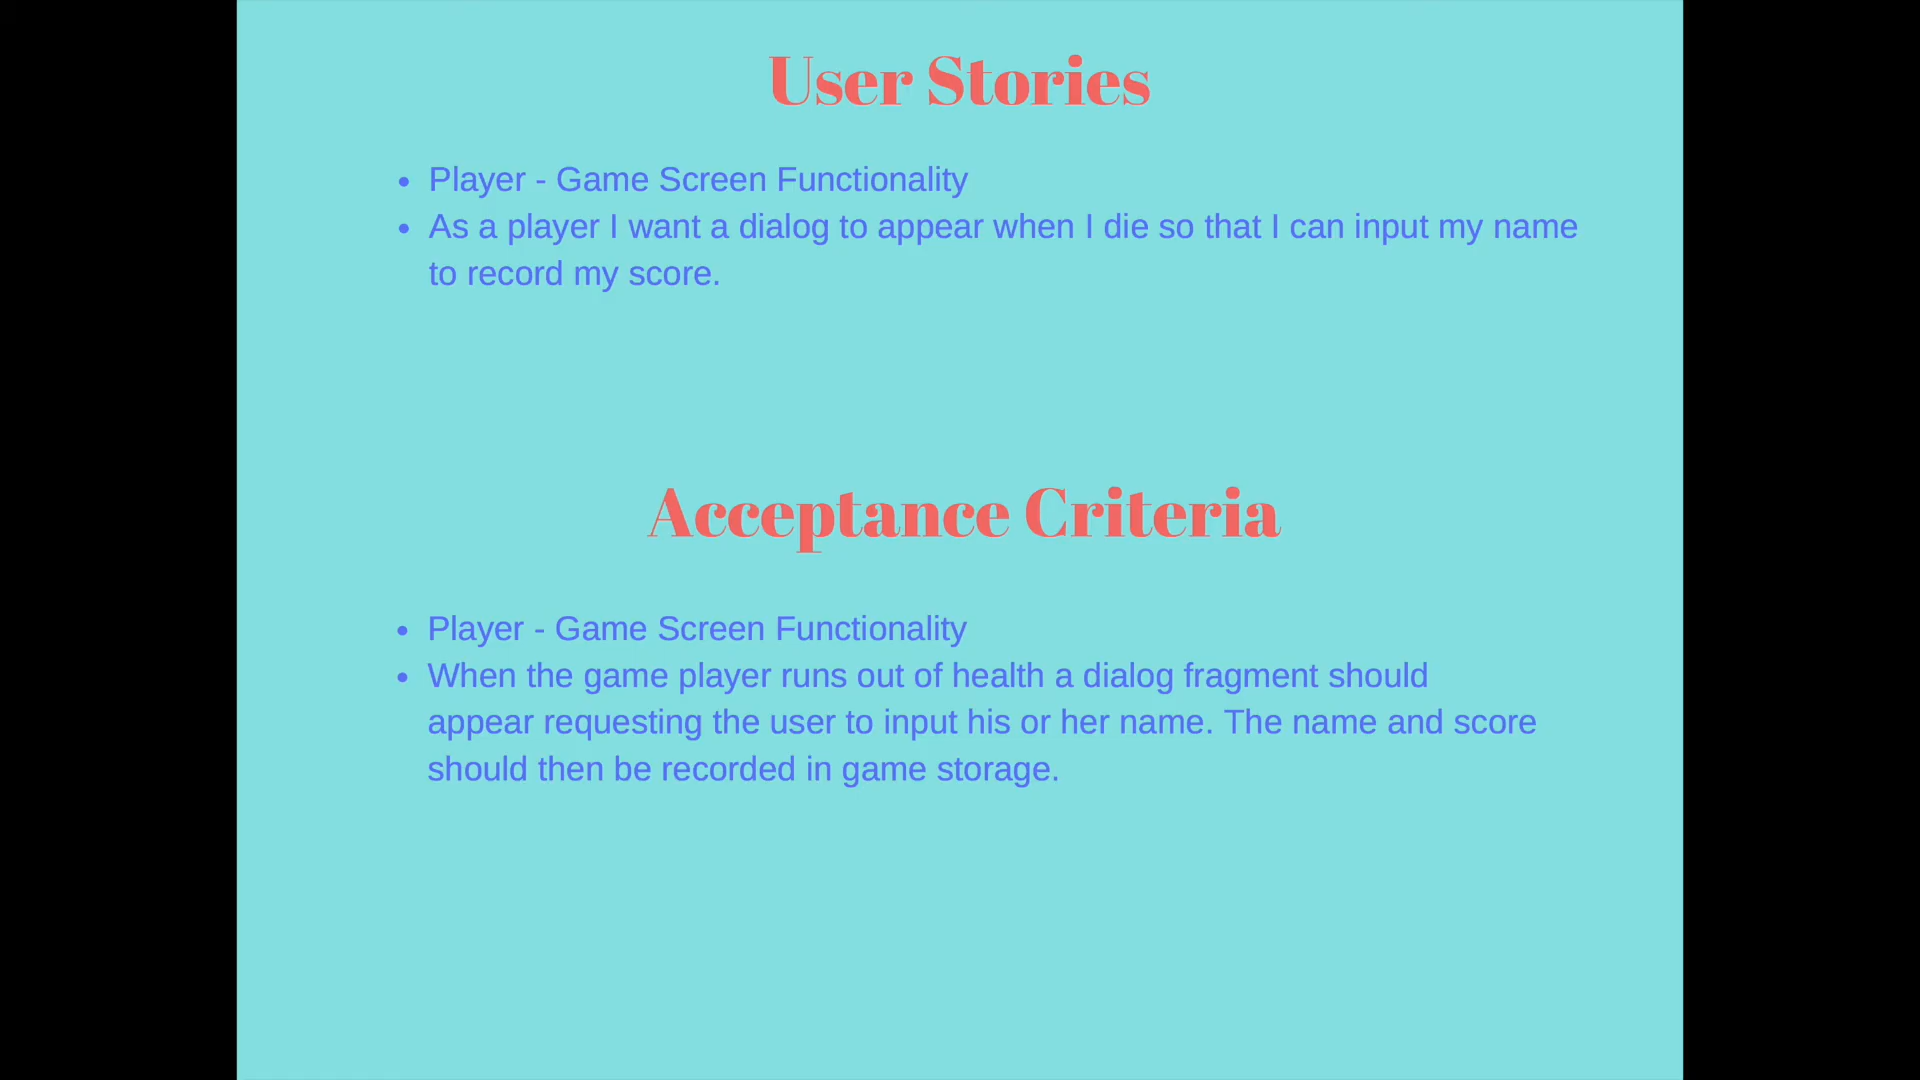 User Stories
• Player - Game Screen Functionality
• As a player I want a dialog to appear when I die so that I can input my name
to record my score.
Acceptance Criteria
• Player - Game Screen Functionality
• When the game player runs out of health a dialog fragment should
appear requesting the user to input his or her name. The name and score
should then be recorded in game storage.